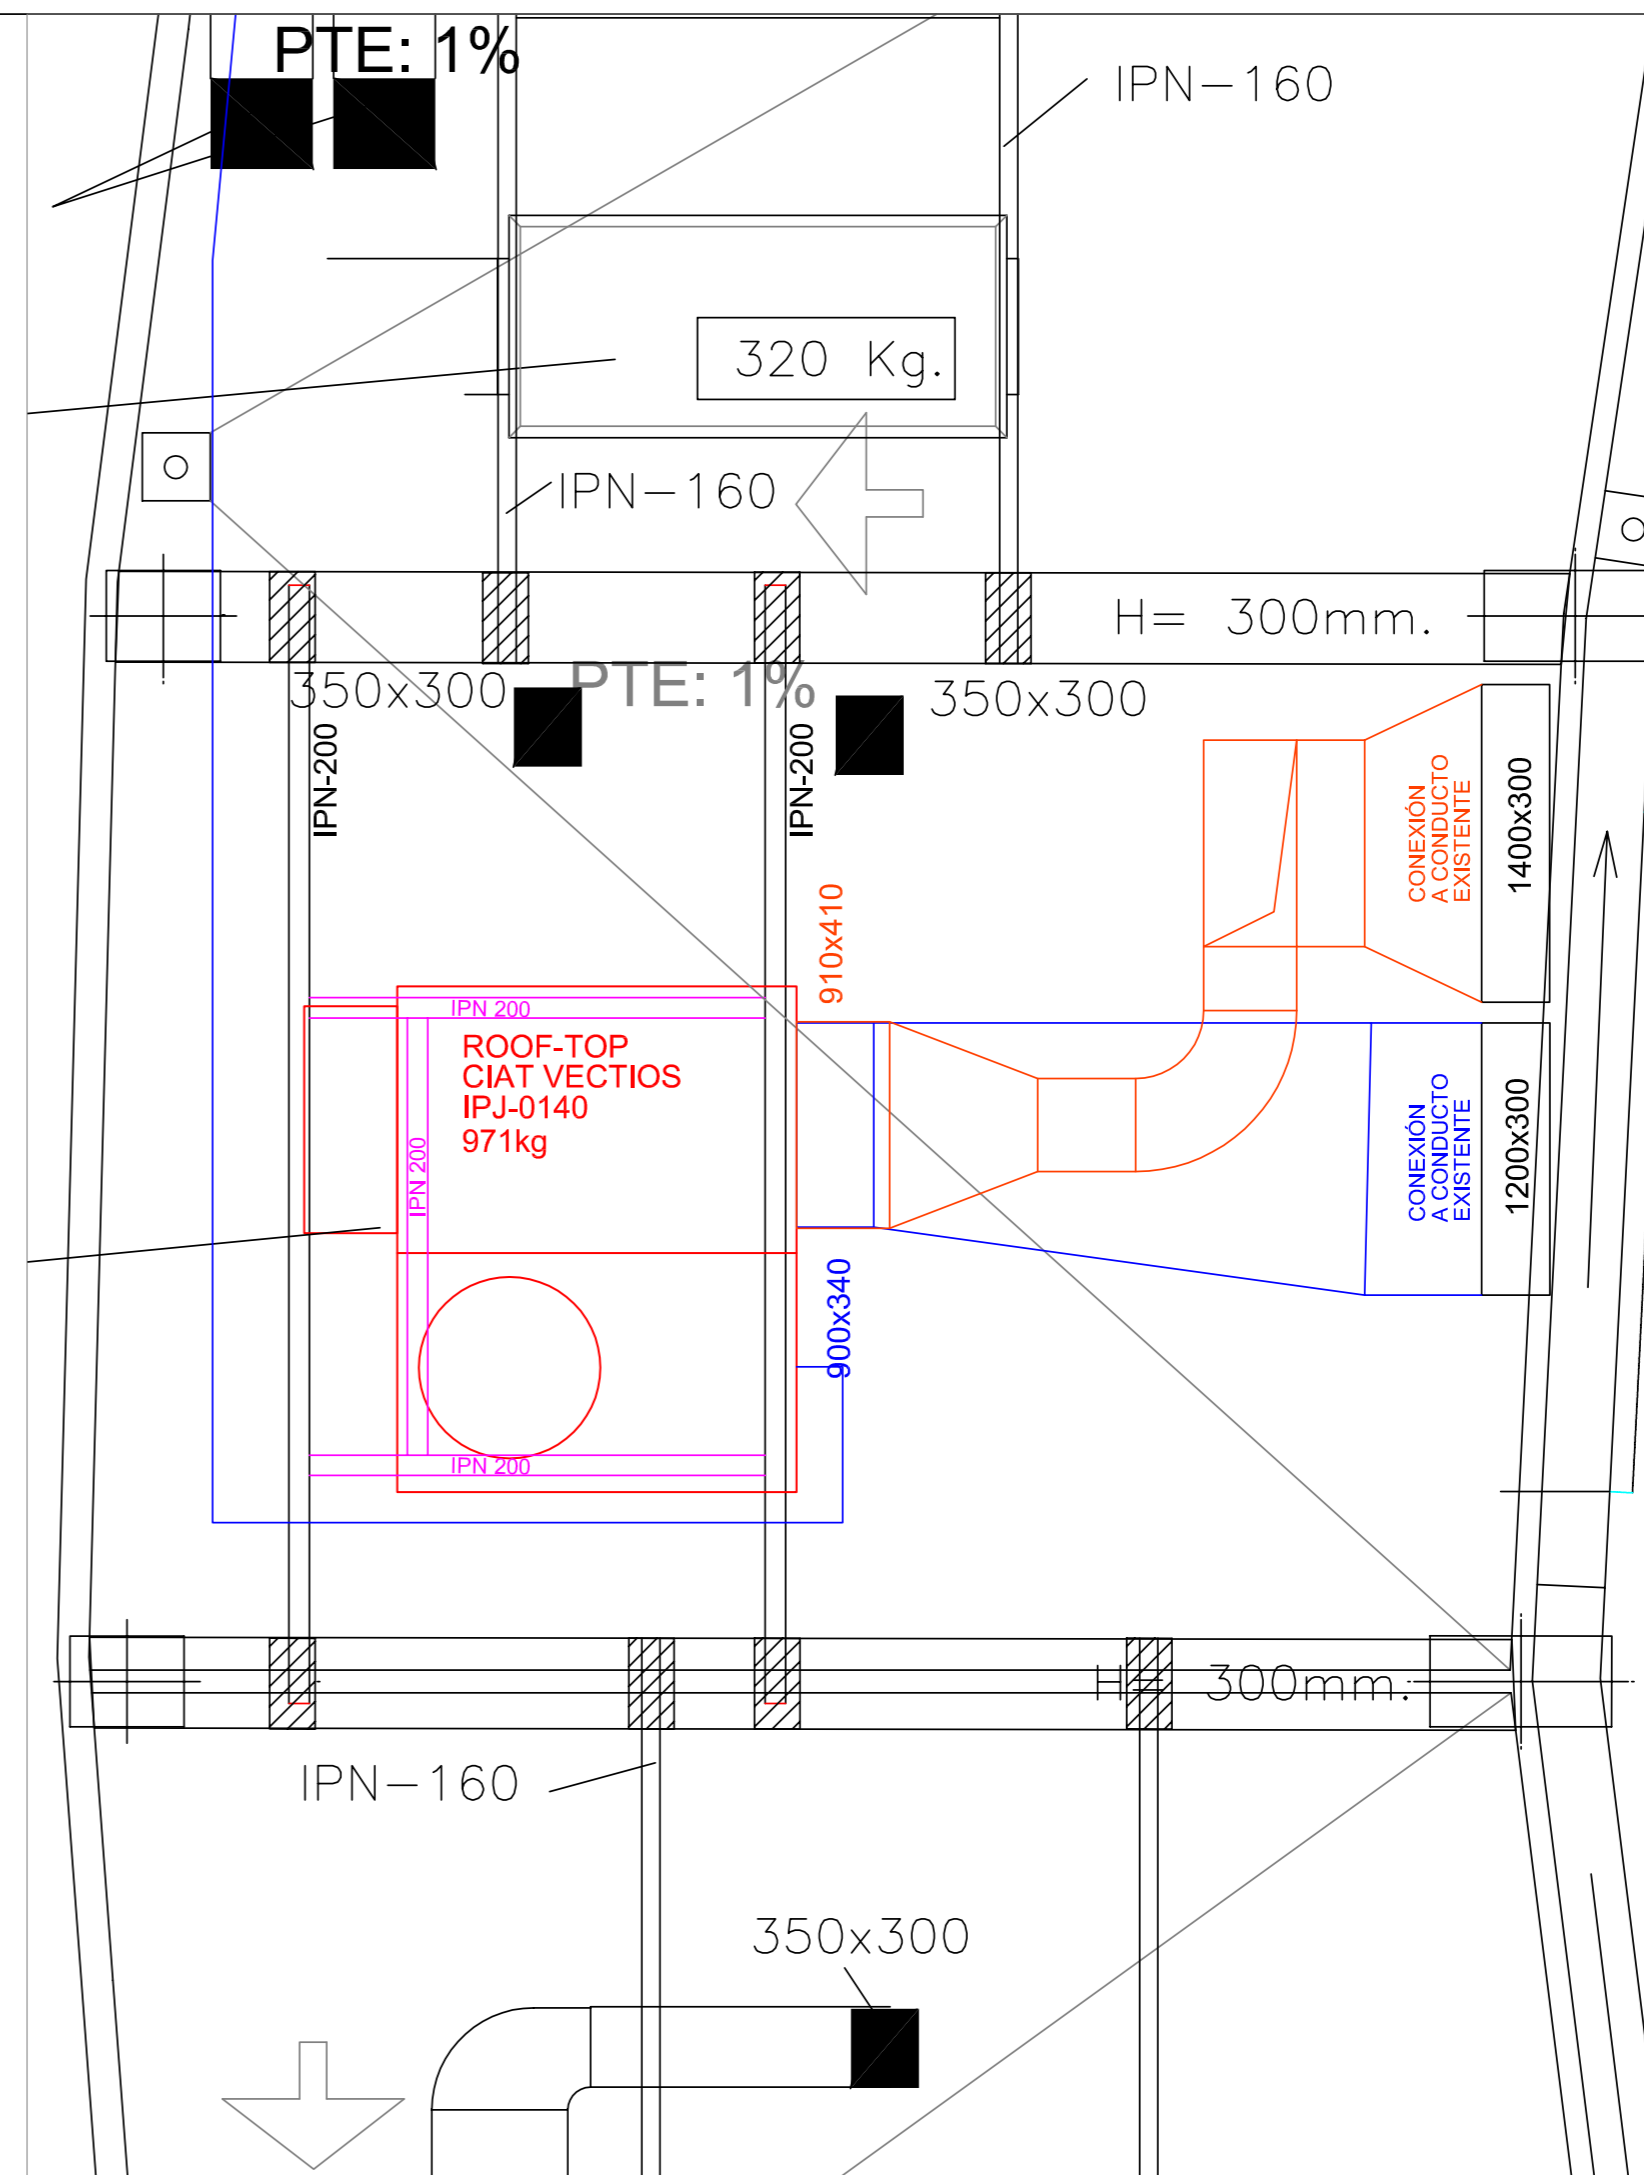 PTE: 1%
IPN-160
320 Kg.
IPN-160
H= 300mm.
350x300
PTE: 1%
350x300
IPN-200
IPN-200
CONEXIÓN
A CONDUCTO
EXISTENTE
1400x300
910x410
IPN 200
ROOF-TOP
CIAT VECTIOS
IPJ-0140
971kg
IPN 200
CONEXIÓN
A CONDUCTO
EXISTENTE
1200x300
900x340
IPN 200
H= 300mm.
IPN-160
350x300